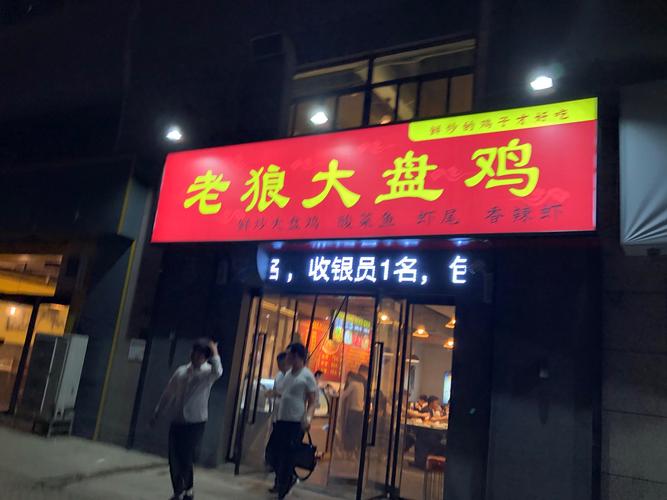 鲜炒的鸡子才好吃
老狼大盘鸡
鲜炒大盘鸡 酸菜鱼 虾尾 香辣虾
，收银员1名，